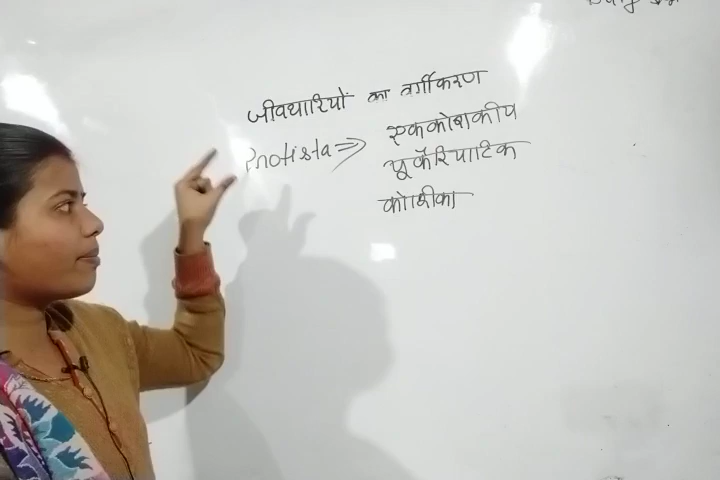 जीवधारियों का वर्गीकरण
Protista ⇒ एककोशकीय
यूकैरियाटिक
कोशीका